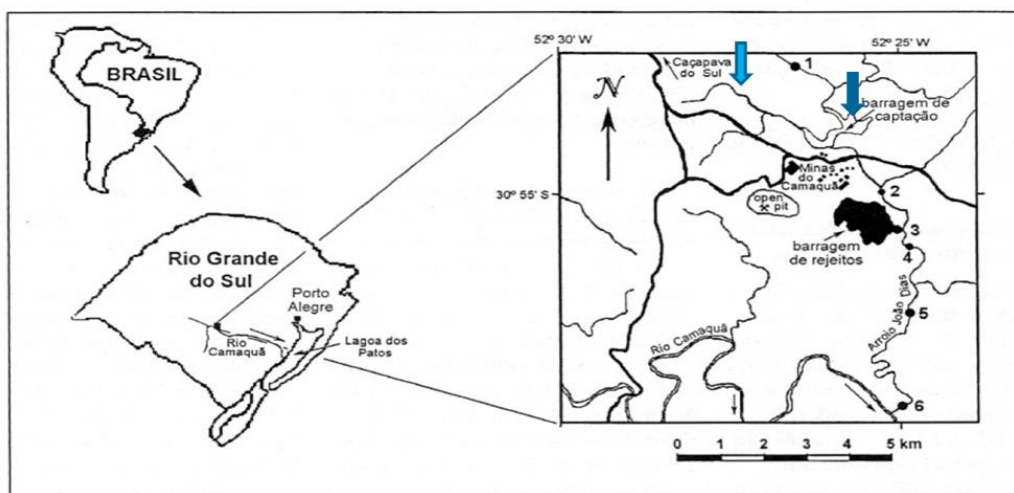 BRASIL
Rio Grande
do Sul
Porto
Alegre
Rio
Camaquã
Lagoa dos
Patos
52º 30' W
52º 25' W
Caçapava
do Sul
N
1
barragem de
captação
Minas
do
Camaquã
30º 55' S
open
pit
2
3
4
barragem
de rejeitos
Arroio João Dias
5
Rio Camaquã
6
0 1 2 3 4 5 km